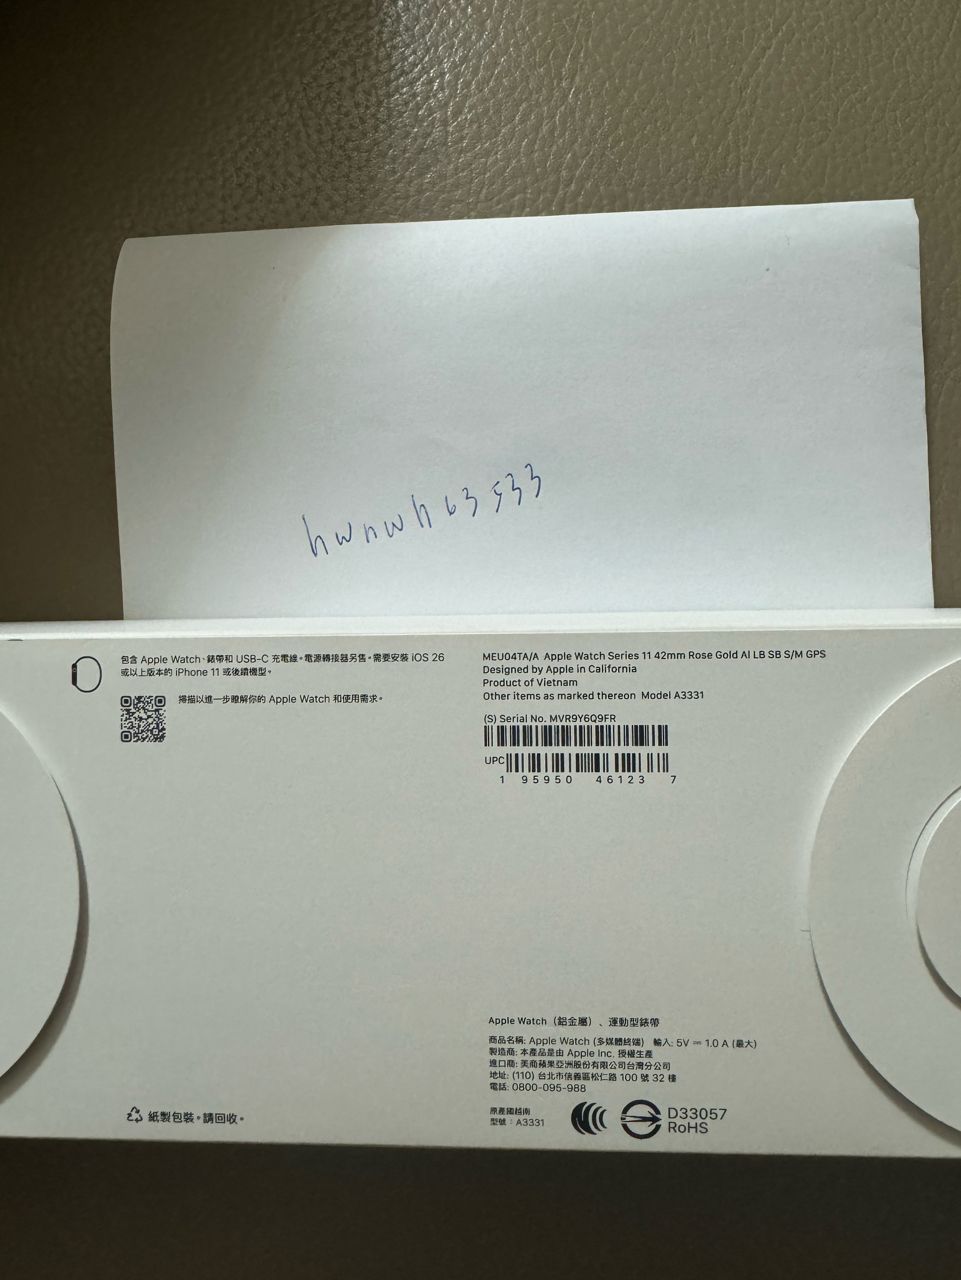 hwnwh63533
包含 Apple Watch、錶帶和 USB-C 充電線。電源轉接器另售。需要安裝 iOS 26
或以上版本的 iPhone 11 或後續機型。
掃描以進一步瞭解你的 Apple Watch 和使用需求。
MEU04TA/A Apple Watch Series 11 42mm Rose Gold Al LB SB S/M GPS
Designed by Apple in California
Product of Vietnam
Other items as marked thereon Model A3331
(S) Serial No. MVR9Y6Q9FR
UPC
1 95950 46123 7
Apple Watch（鋁金屬）、運動型錶帶
商品名稱: Apple Watch (多媒體終端) 輸入: 5V ⎓ 1.0 A (最大)
製造商: 本產品是由 Apple Inc. 授權生產
進口商: 美商蘋果亞洲股份有限公司台灣分公司
地址: (110) 台北市信義區松仁路 100 號 32 樓
電話: 0800-095-988
原產國越南
型號：A3331
D33057
RoHS
紙製包裝。請回收。